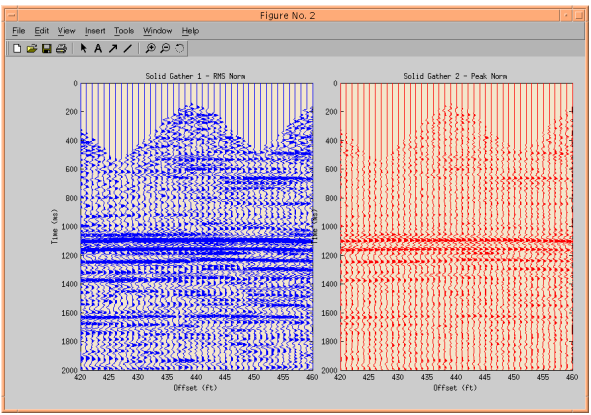 Figure No. 2
File Edit View Insert Tools Window Help
A
Solid Gather 1 - RMS Norm
Solid Gather 2 - Peak Norm
0
200
400
600
800
1000
1200
1400
1600
1800
2000
Time (ms)
420 425 430 435 440 445 450 455 460
Offset (ft)
0
200
400
600
800
1000
1200
1400
1600
1800
2000
Time (ms)
420 425 430 435 440 445 450 455 460
Offset (ft)